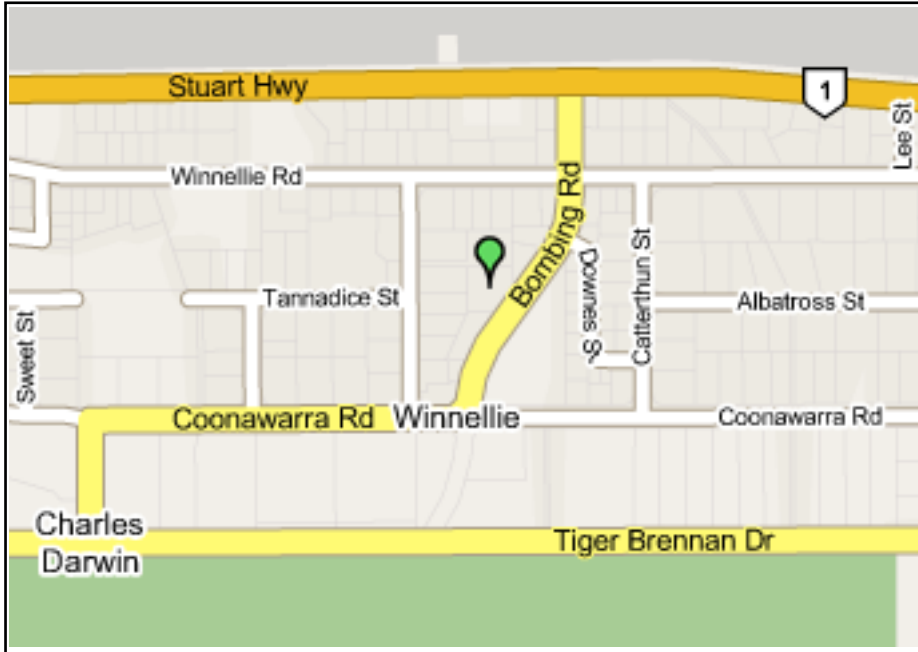 Stuart Hwy
1
Lee St
Winnellie Rd
Bombing Rd
Downes S
Catterthun St
Tannadice St
Albatross St
Sweet St
Coonawarra Rd
Winnellie
Coonawarra Rd
Charles
Darwin
Tiger Brennan Dr